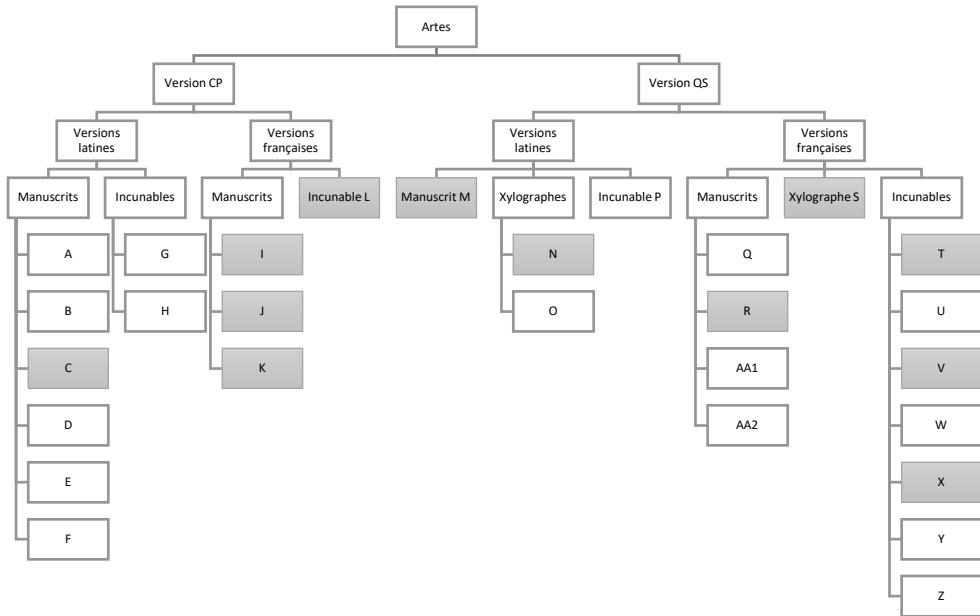 Artes
Version CP
Version QS
Versions
latines
Versions
françaises
Versions
latines
Versions
françaises
Manuscrits
Incunables
Manuscrits
Incunable L
Manuscrit M
Xylographes
Incunable P
Manuscrits
Xylographe S
Incunables
A
G
I
N
Q
T
B
H
J
O
R
U
C
K
AA1
V
D
AA2
W
E
X
F
Y
Z